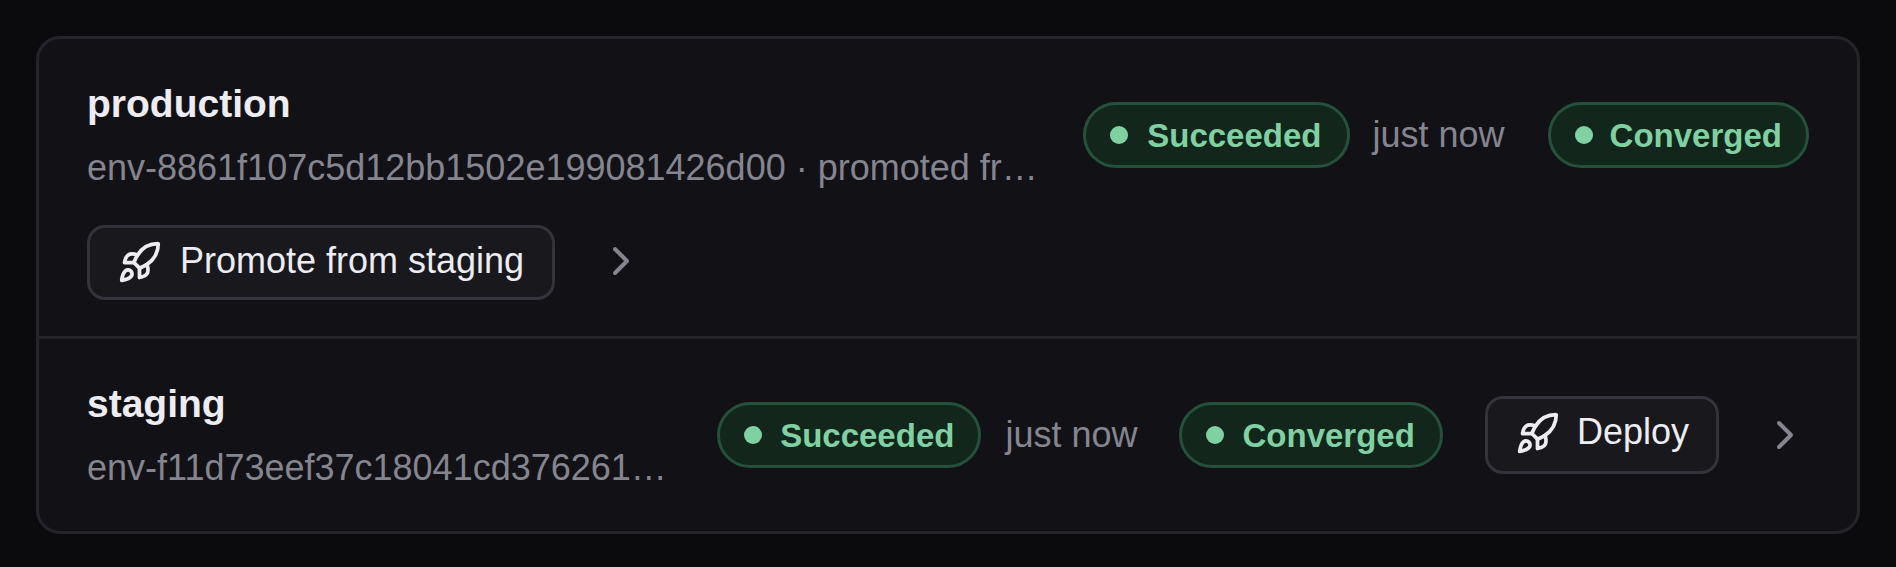 production
Succeeded just now Converged
env-8861f107c5d12bb1502e199081426d00 · promoted fr…
Promote from staging
staging
Succeeded just now Converged Deploy
env-f11d73eef37c18041cd376261…